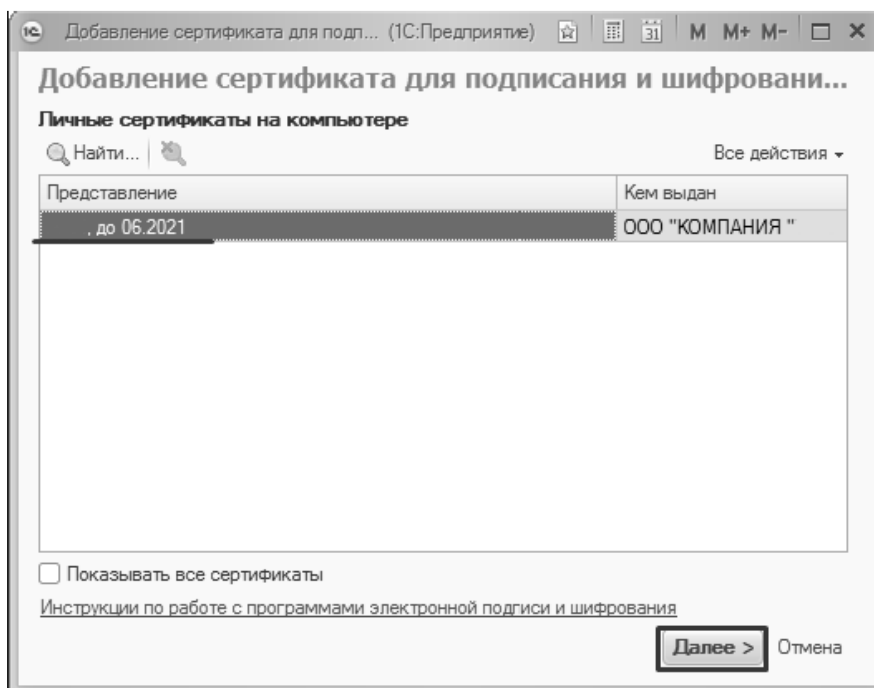 1С Добавление сертификата для подп... (1С:Предприятие) 31 M M+ M-
Добавление сертификата для подписания и шифровани...
Личные сертификаты на компьютере
Найти... Все действия
Представление Кем выдан
, до 06.2021 ООО "КОМПАНИЯ "
Показывать все сертификаты
Инструкции по работе с программами электронной подписи и шифрования
Далее > Отмена